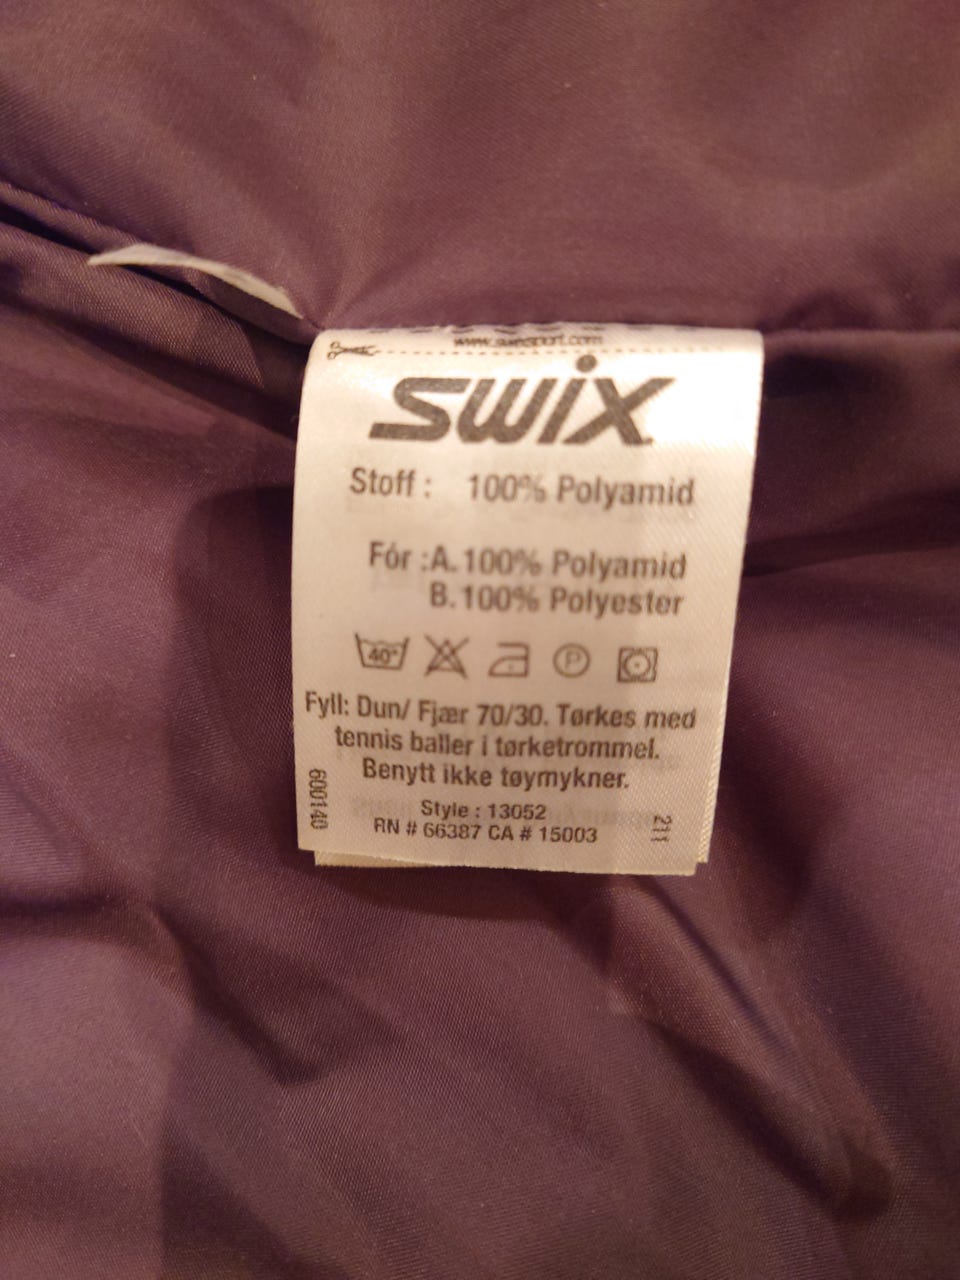 www.swixsport.com
SWiX
Stoff : 100% Polyamid
Fór :A.100% Polyamid
B.100% Polyester
40°
P
Fyll: Dun/ Fjær 70/30. Tørkes med
tennis baller i tørketrommel.
Benytt ikke tøymykner.
600140
Style : 13052
RN # 66387 CA # 15003
211